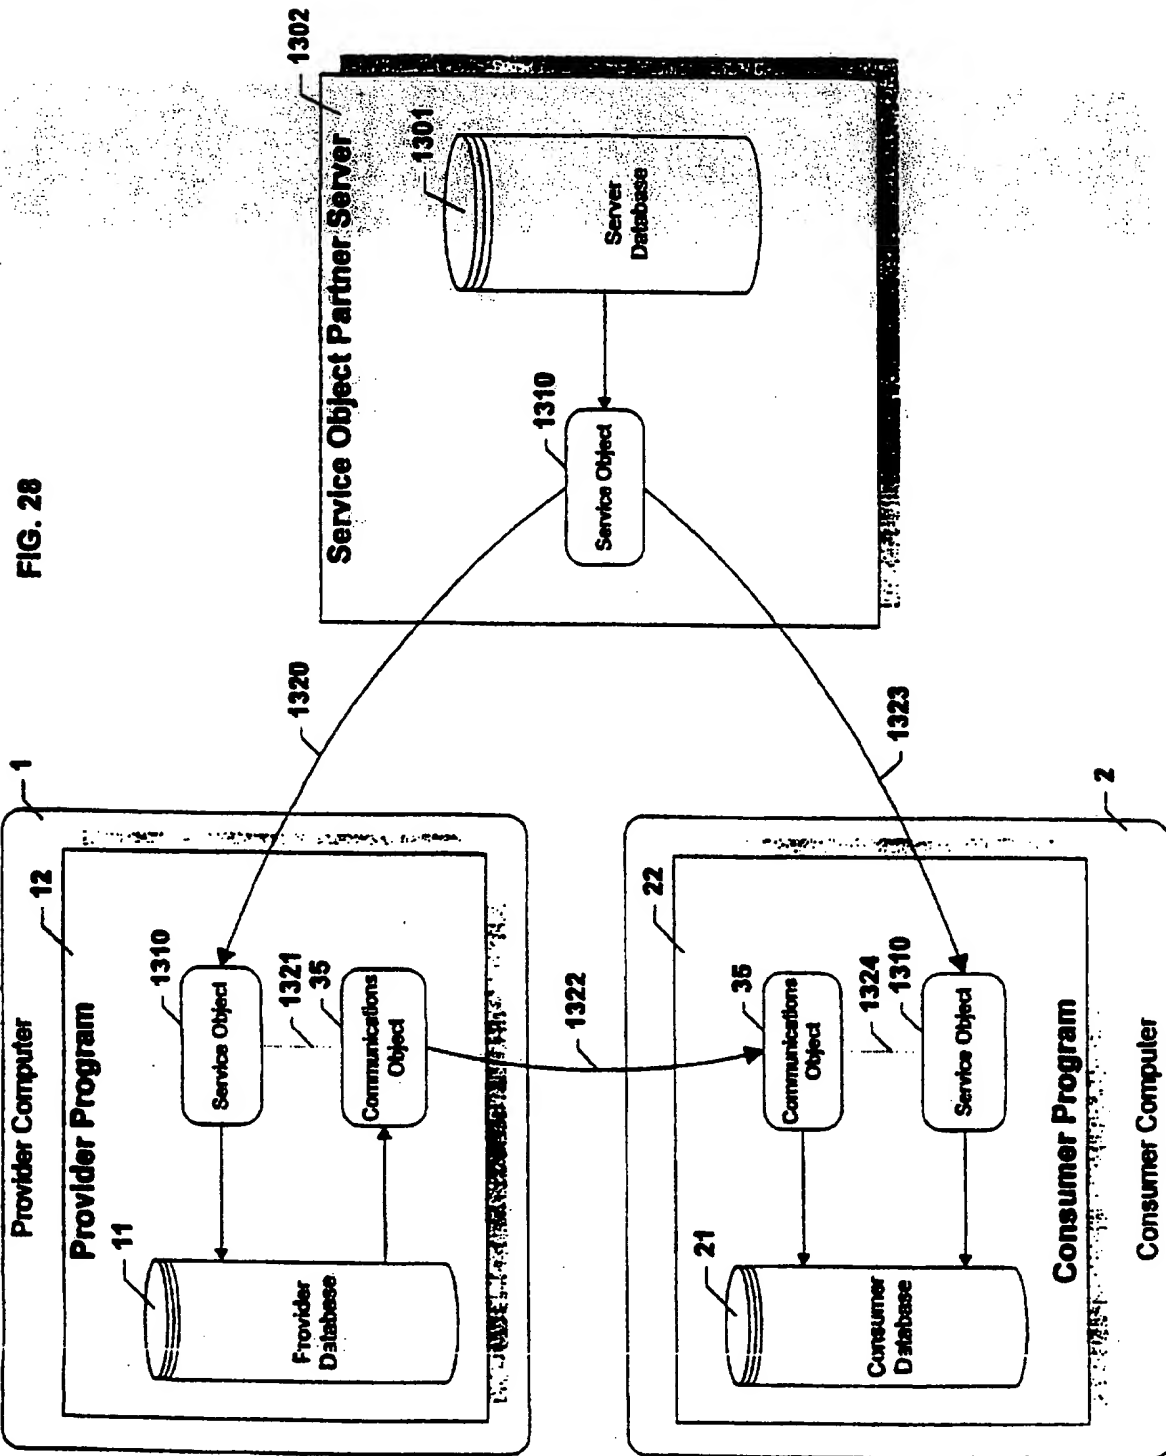 FIG. 28
Provider Computer
1
Provider Program
12
11
Provider
Database
Service Object
1310
1321
35
Communications
Object
1320
1322
Service Object Partner Server
1302
1301
Server
Database
1310
Service Object
1323
2
22
35
Communications
Object
1324
1310
Service Object
21
Consumer
Database
Consumer Program
Consumer Computer